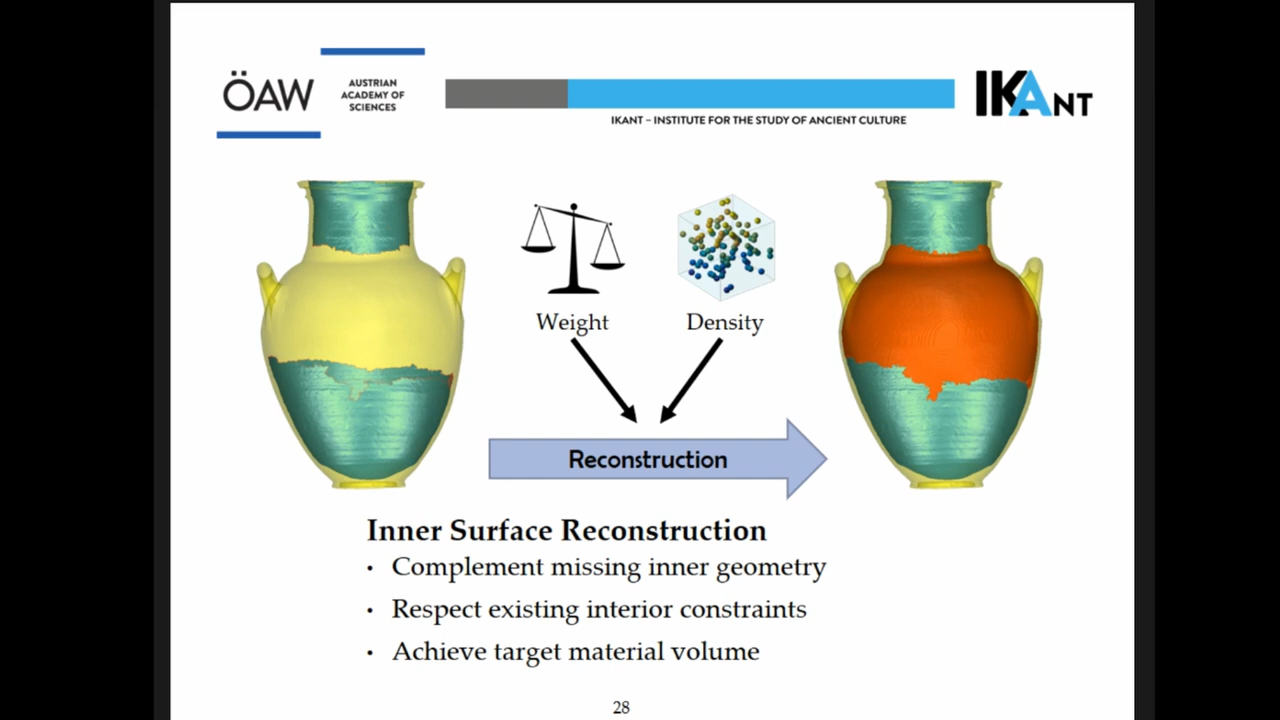 ÖAW
AUSTRIAN
ACADEMY OF
SCIENCES
IKANT
IKANT – INSTITUTE FOR THE STUDY OF ANCIENT CULTURE
Weight
Density
Reconstruction
Inner Surface Reconstruction
• Complement missing inner geometry
• Respect existing interior constraints
• Achieve target material volume
28